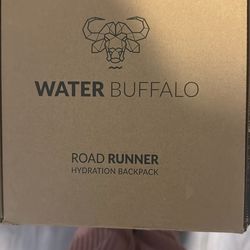 WATER BUFFALO
ROAD RUNNER
HYDRATION BACKPACK